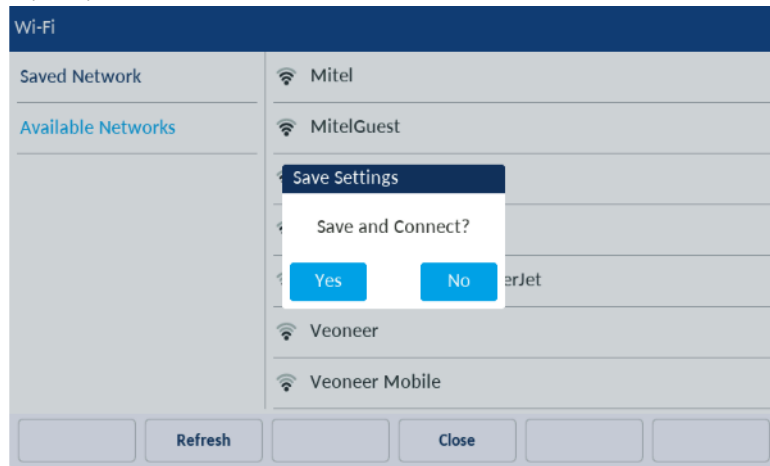 Wi-Fi
Saved Network
Available Networks
Mitel
MitelGuest
Save Settings
Save and Connect?
Yes
No
erJet
Veoneer
Veoneer Mobile
Refresh
Close